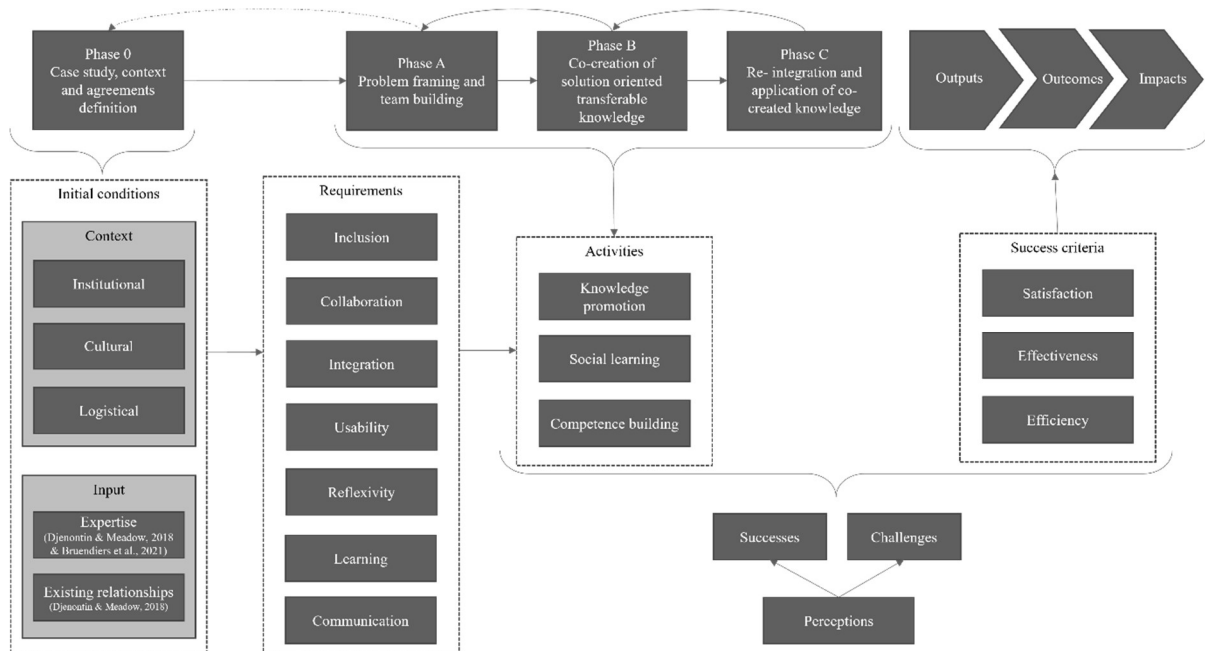 Phase 0
Case study, context
and agreements
definition
Phase A
Problem framing and
team building
Phase B
Co-creation of
solution oriented
transferable
knowledge
Phase C
Re- integration and
application of co-
created knowledge
Outputs
Outcomes
Impacts
Initial conditions
Context
Institutional
Cultural
Logistical
Input
Expertise
(Djenontin & Meadow, 2018
& Bruendiers et al., 2021)
Existing relationships
(Djenontin & Meadow, 2018)
Requirements
Inclusion
Collaboration
Integration
Usability
Reflexivity
Learning
Communication
Activities
Knowledge
promotion
Social learning
Competence building
Success criteria
Satisfaction
Effectiveness
Efficiency
Successes
Challenges
Perceptions